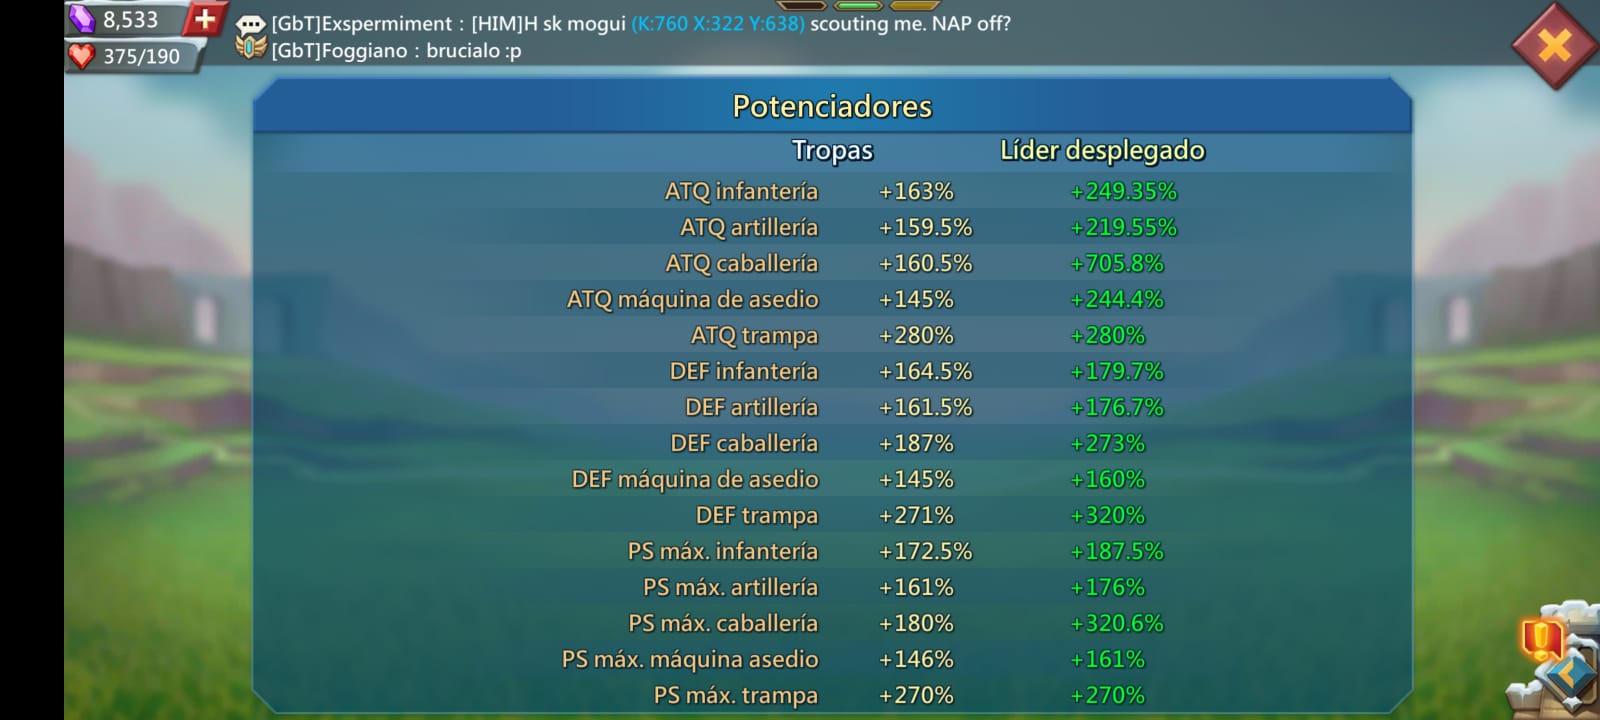 8,533
375/190
[GbT]Exspermiment : [HIM]H sk mogui (K:760 X:322 Y:638) scouting me. NAP off?
[GbT]Foggiano : brucialo :p
Potenciadores
Tropas Líder desplegado
ATQ infantería +163% +249.35%
ATQ artillería +159.5% +219.55%
ATQ caballería +160.5% +705.8%
ATQ máquina de asedio +145% +244.4%
ATQ trampa +280% +280%
DEF infantería +164.5% +179.7%
DEF artillería +161.5% +176.7%
DEF caballería +187% +273%
DEF máquina de asedio +145% +160%
DEF trampa +271% +320%
PS máx. infantería +172.5% +187.5%
PS máx. artillería +161% +176%
PS máx. caballería +180% +320.6%
PS máx. máquina asedio +146% +161%
PS máx. trampa +270% +270%